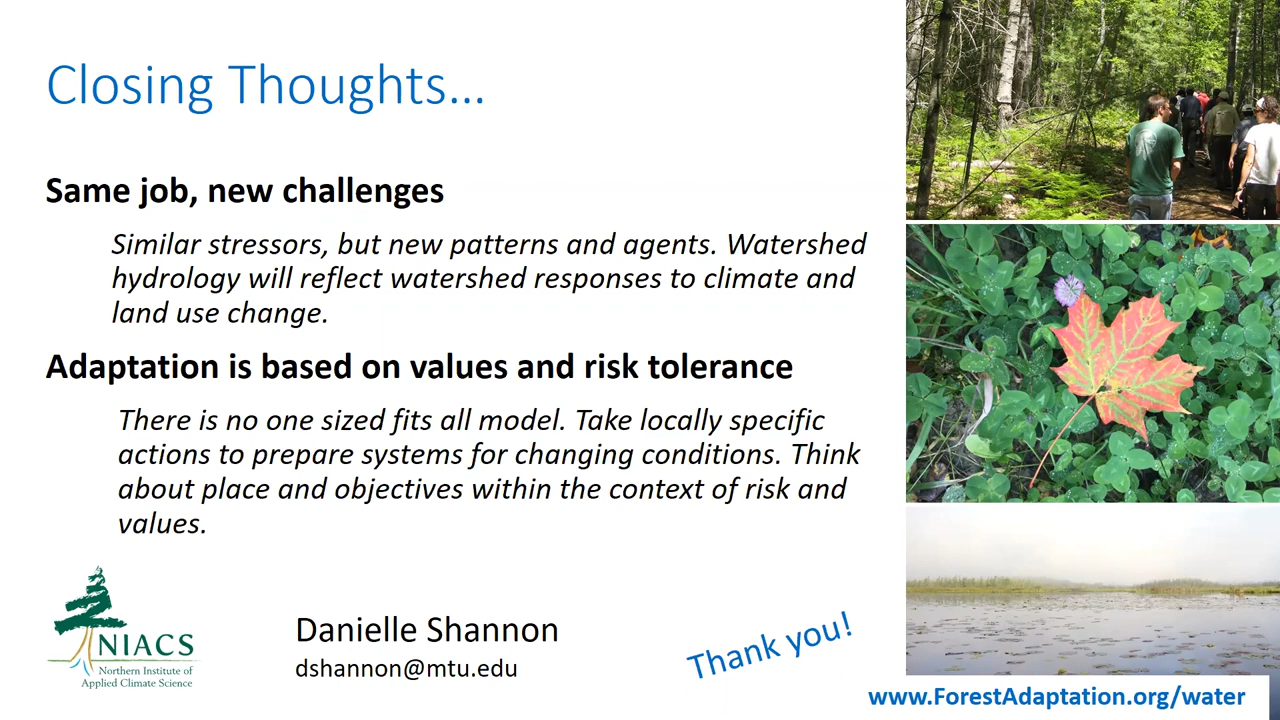 Closing Thoughts...
Same job, new challenges
Similar stressors, but new patterns and agents. Watershed
hydrology will reflect watershed responses to climate and
land use change.
Adaptation is based on values and risk tolerance
There is no one sized fits all model. Take locally specific
actions to prepare systems for changing conditions. Think
about place and objectives within the context of risk and
values.
NIACS
Northern Institute of
Applied Climate Science
Danielle Shannon
dshannon@mtu.edu
Thank you!
www.ForestAdaptation.org/water